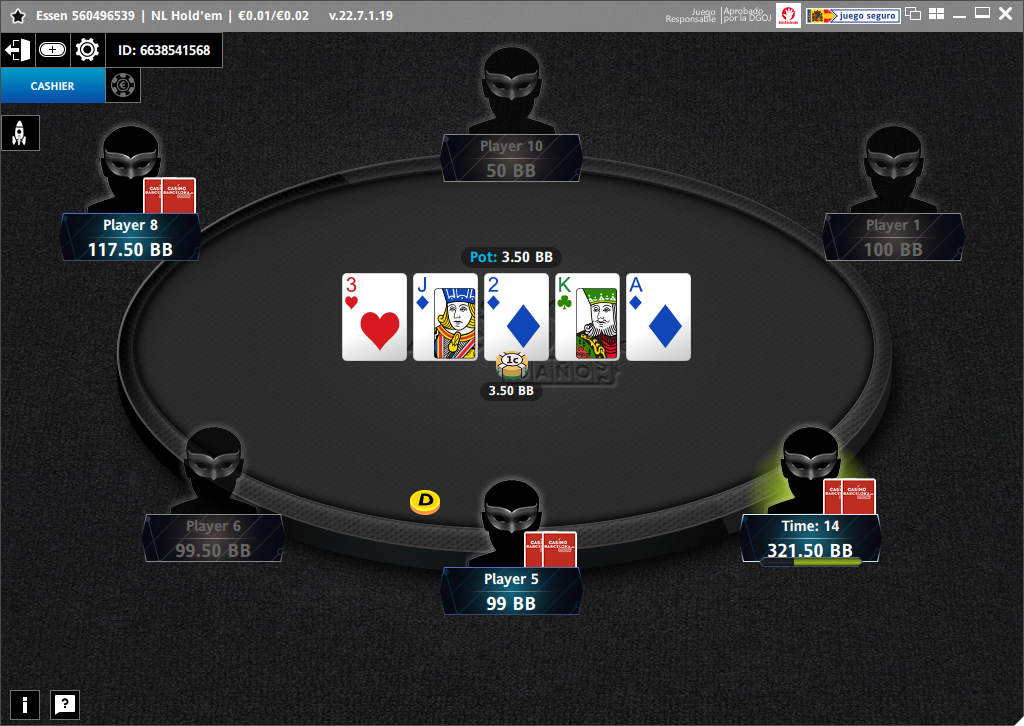 Essen 560496539 | NL Hold'em | €0.01/€0.02 v.22.7.1.19
Juego Responsable
Aprobado por la DGOJ
juego seguro
ID: 6638541568
CASHIER
Player 10
50 BB
Player 8
117.50 BB
Player 1
100 BB
Pot: 3.50 BB
3 J 2 K A
1c
3.50 BB
D
Player 6
99.50 BB
Time: 14
321.50 BB
Player 5
99 BB
i ?